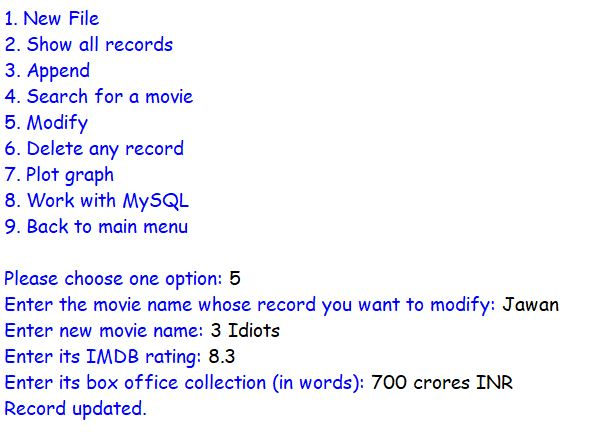 1. New File
2. Show all records
3. Append
4. Search for a movie
5. Modify
6. Delete any record
7. Plot graph
8. Work with MySQL
9. Back to main menu
Please choose one option: 5
Enter the movie name whose record you want to modify: Jawan
Enter new movie name: 3 Idiots
Enter its IMDB rating: 8.3
Enter its box office collection (in words): 700 crores INR
Record updated.